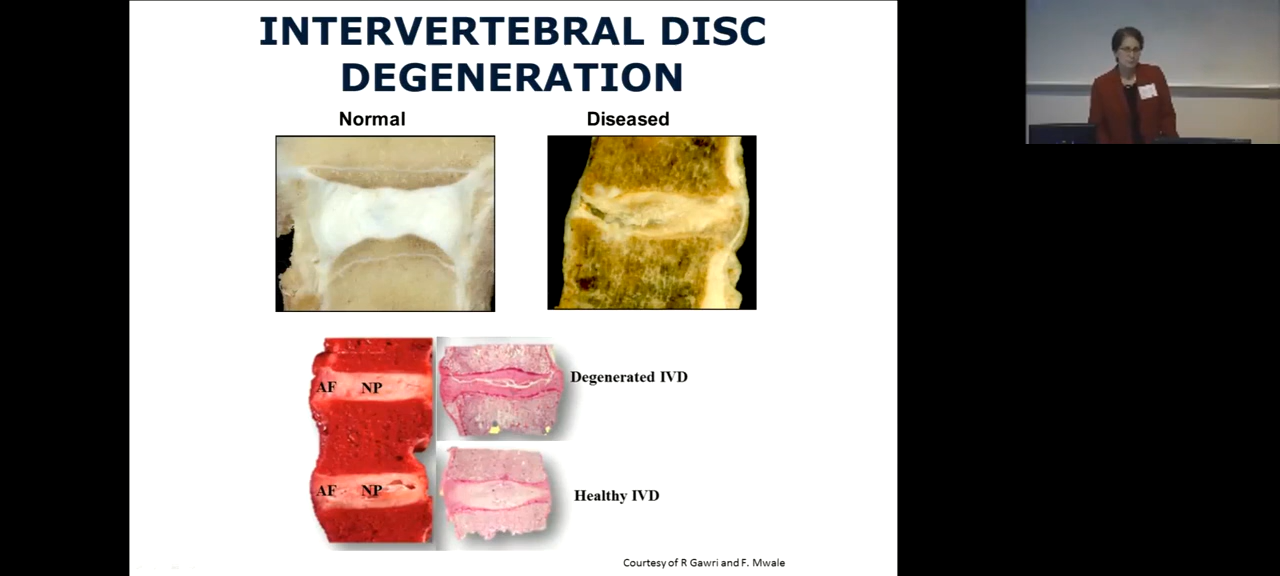 INTERVERTEBRAL DISC
DEGENERATION
Normal
Diseased
AF NP
Degenerated IVD
AF NP
Healthy IVD
Courtesy of R Gawri and F. Mwale